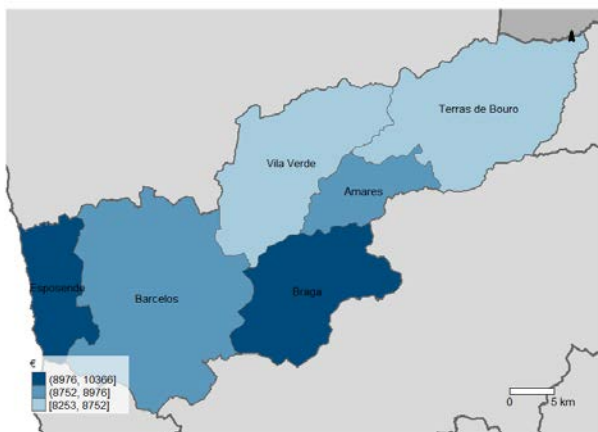 Terras de Bouro
Vila Verde
Amares
Esposende
Barcelos
Braga
€
(8976, 10366]
(8752, 8976]
[8253, 8752]
0 5 km